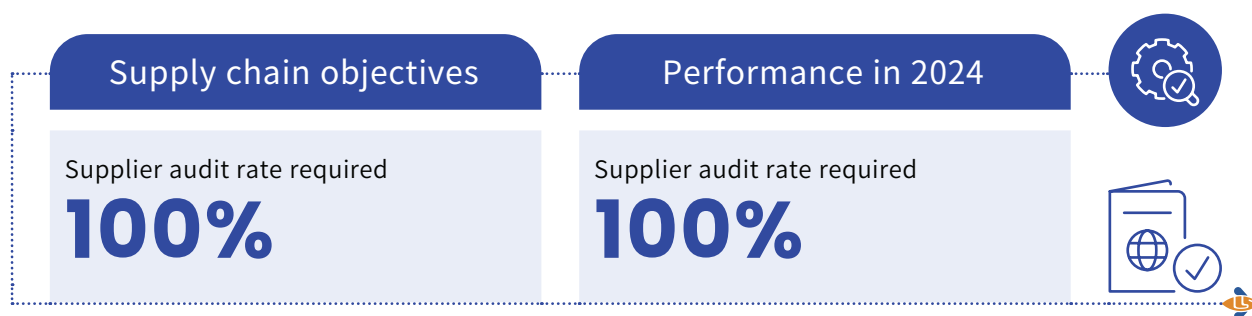 Supply chain objectives
Performance in 2024
Supplier audit rate required
100%
Supplier audit rate required
100%